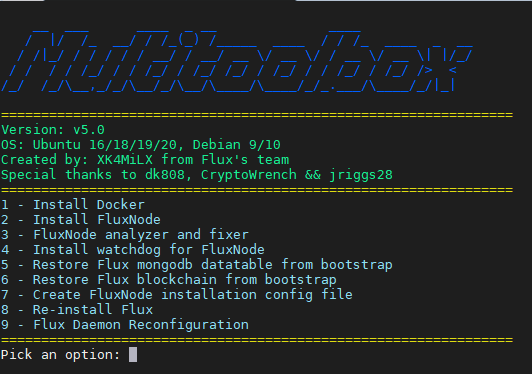 Multitoolbox
================================================================
Version: v5.0
OS: Ubuntu 16/18/19/20, Debian 9/10
Created by: XK4MiLX from Flux's team
Special thanks to dk808, CryptoWrench && jriggs28
================================================================
1 - Install Docker
2 - Install FluxNode
3 - FluxNode analyzer and fixer
4 - Install watchdog for FluxNode
5 - Restore Flux mongodb datatable from bootstrap
6 - Restore Flux blockchain from bootstrap
7 - Create FluxNode installation config file
8 - Re-install Flux
9 - Flux Daemon Reconfiguration
================================================================
Pick an option: